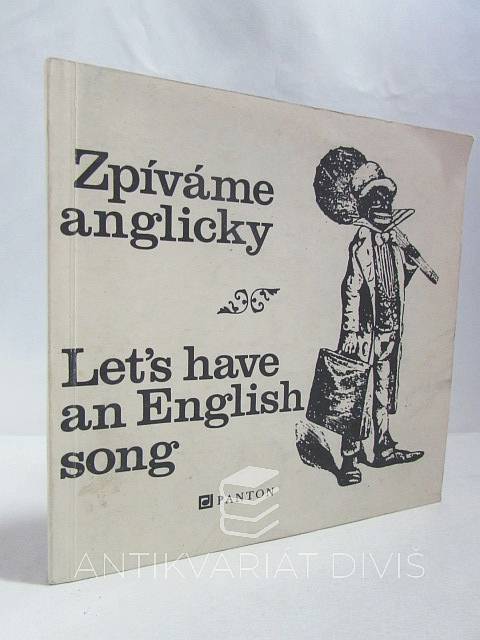 Zpíváme
anglicky
Let's have
an English
song
PANTON
ANTIKVARIÁT DIVIŠ